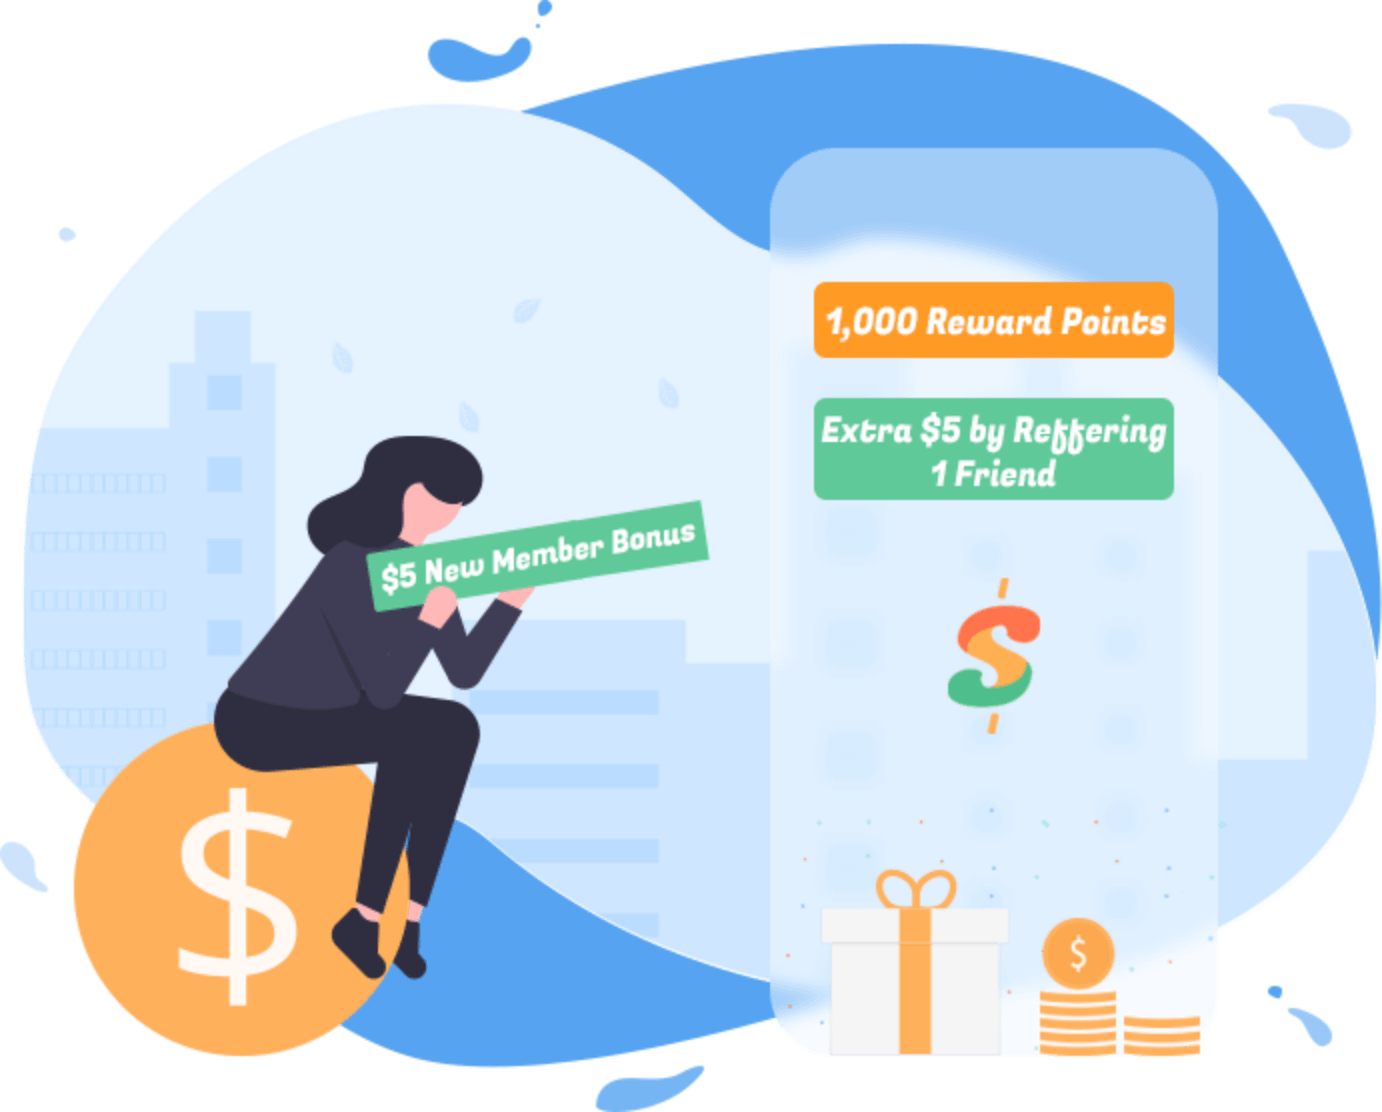 1,000 Reward Points
Extra $5 by Reffering
1 Friend
$5 New Member Bonus
$
$
$